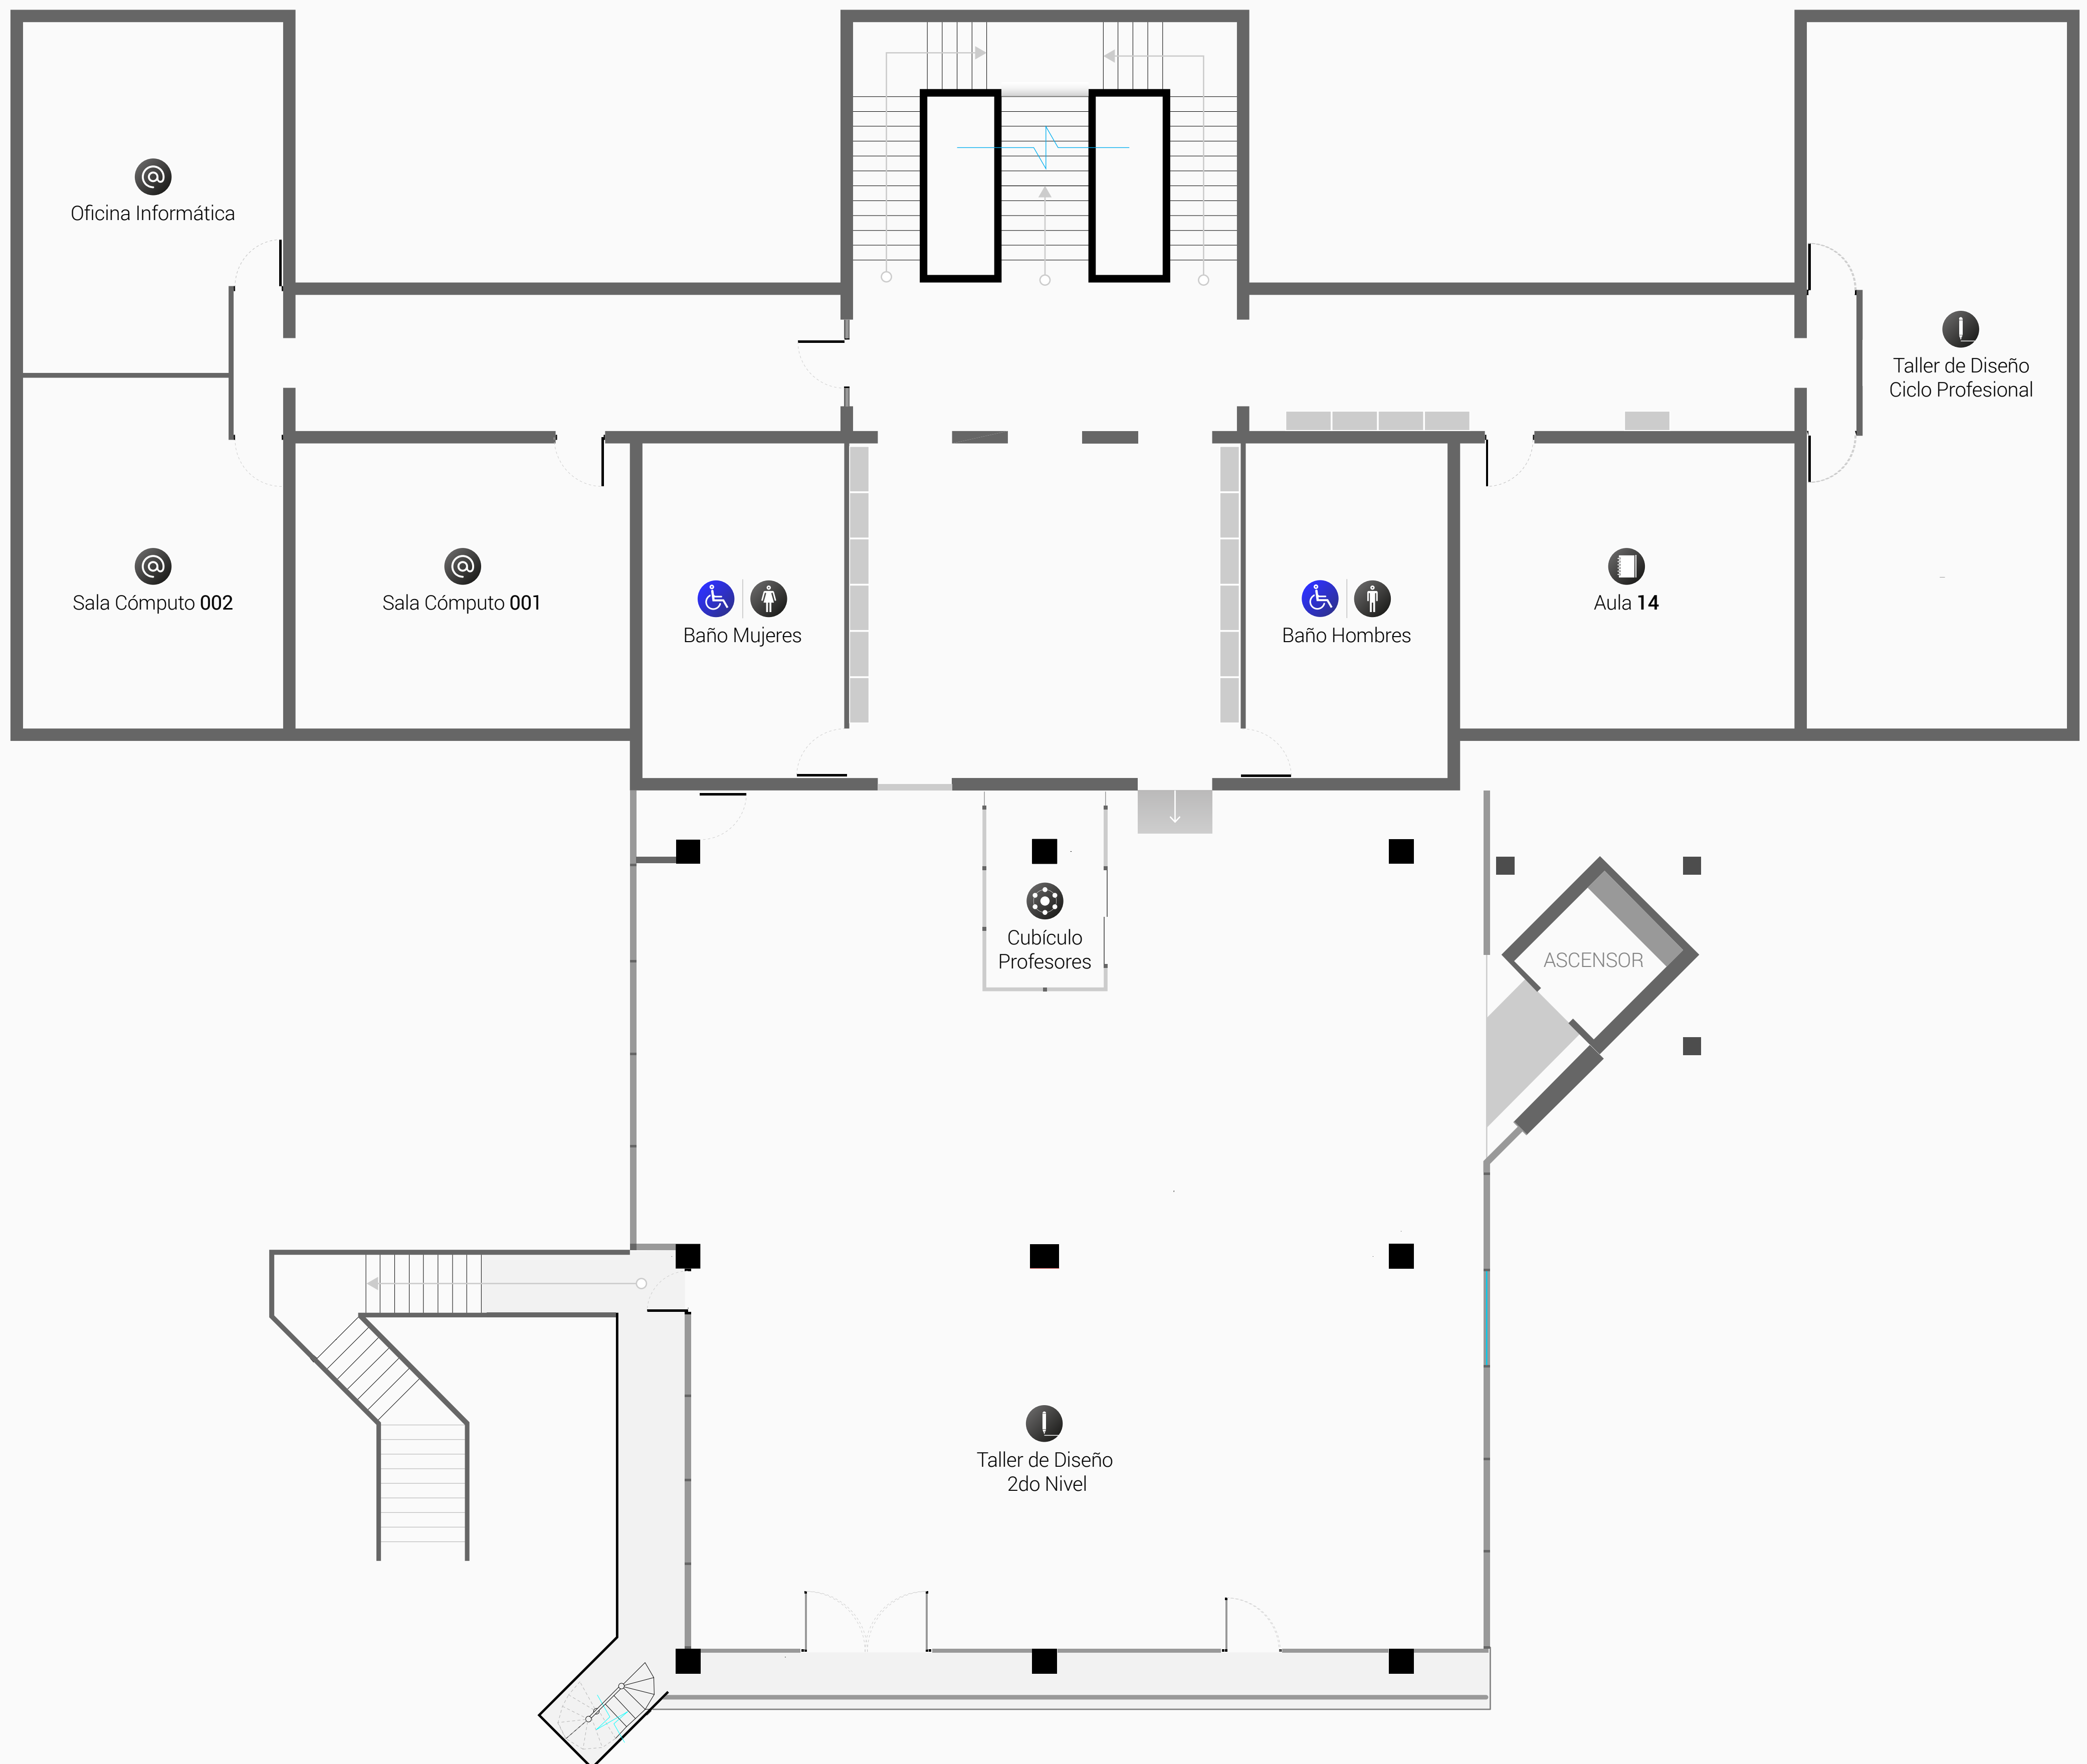 Oficina Informática
Taller de Diseño
Ciclo Profesional
Sala Cómputo 002
Sala Cómputo 001
Baño Mujeres
Baño Hombres
Aula 14
Cubículo
Profesores
ASCENSOR
Taller de Diseño
2do Nivel